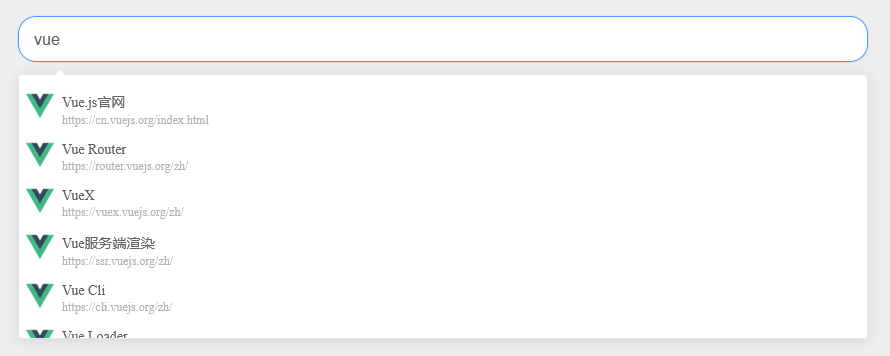 vue
Vue.js官网
https://cn.vuejs.org/index.html
Vue Router
https://router.vuejs.org/zh/
VueX
https://vuex.vuejs.org/zh/
Vue服务端渲染
https://ssr.vuejs.org/zh/
Vue Cli
https://cli.vuejs.org/zh/
Vue Loader